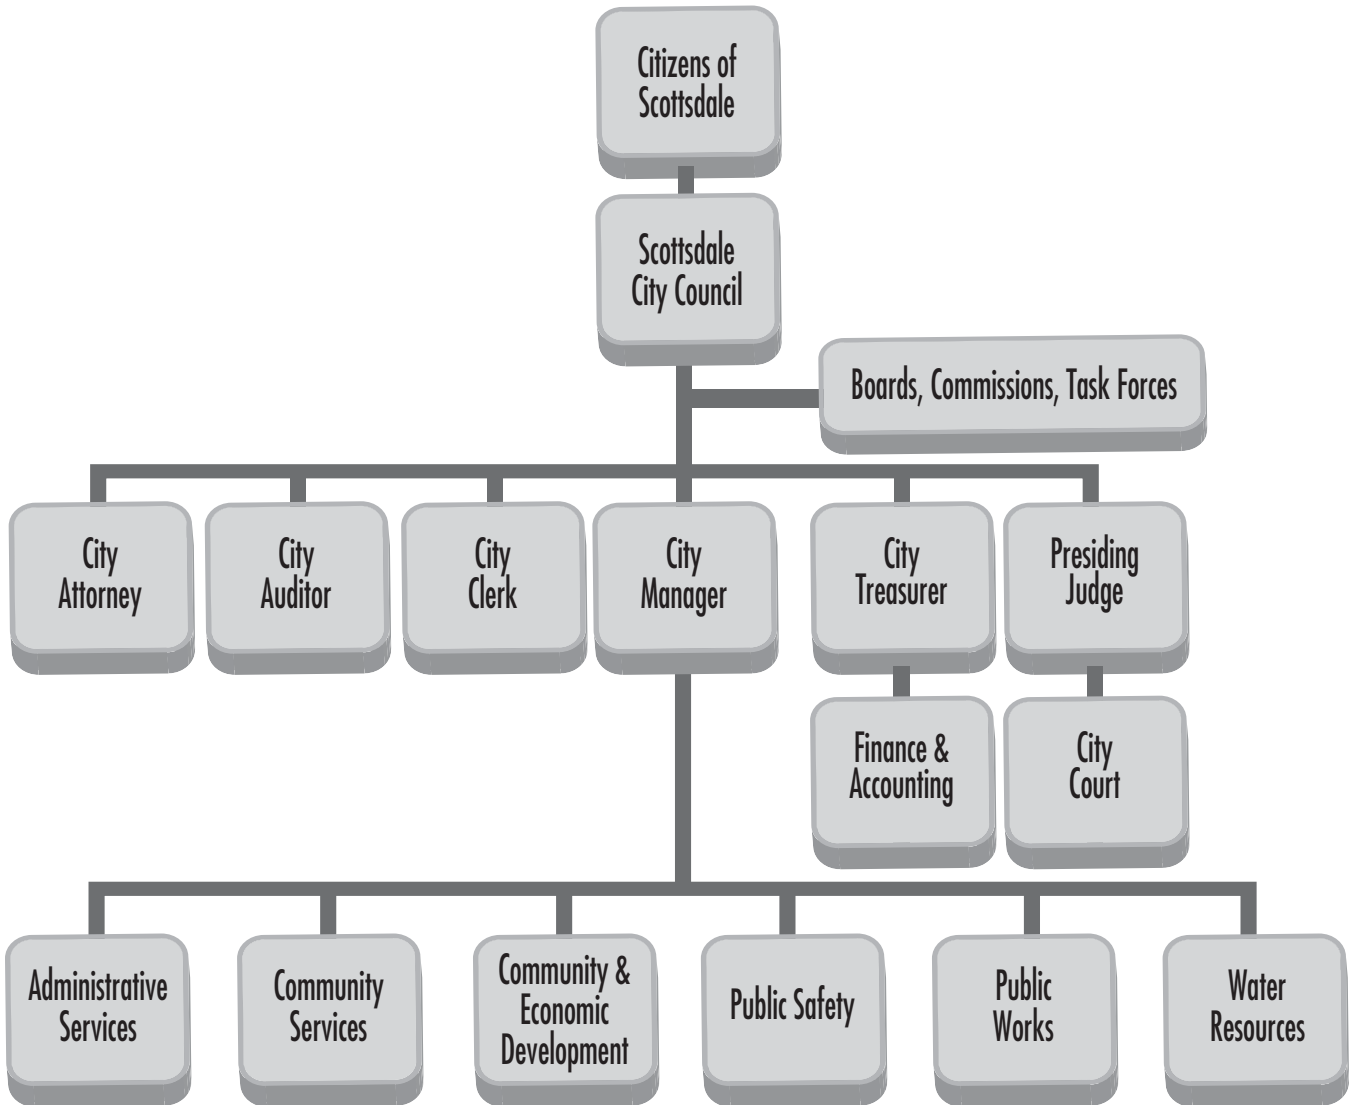 Citizens of
Scottsdale
Scottsdale
City Council
Boards, Commissions, Task Forces
City
Attorney
City
Auditor
City
Clerk
City
Manager
City
Treasurer
Presiding
Judge
Finance &
Accounting
City
Court
Administrative
Services
Community
Services
Community &
Economic
Development
Public Safety
Public
Works
Water
Resources